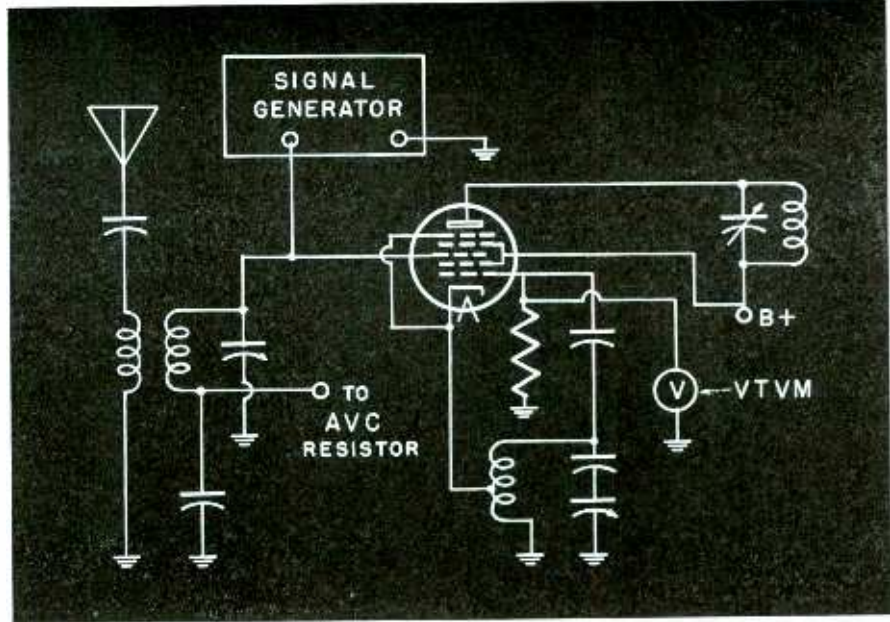 SIGNAL
GENERATOR
B+
V
VTVM
TO
AVC
RESISTOR